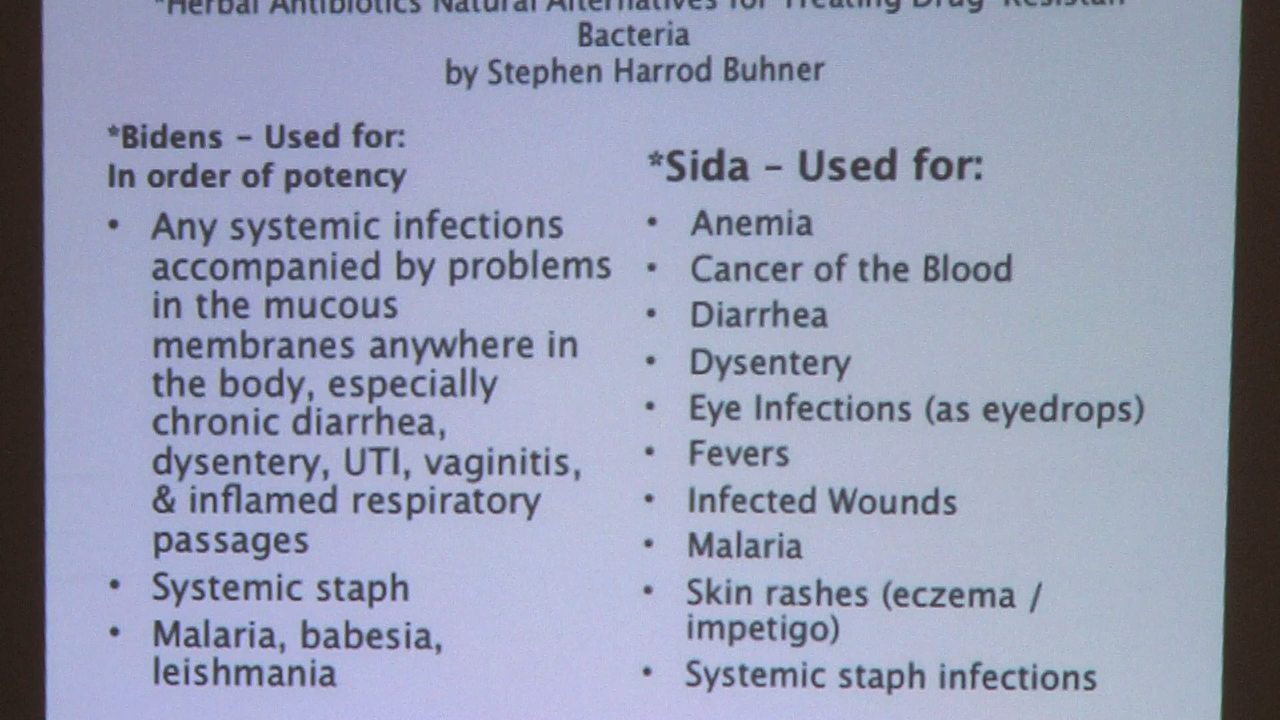 "Herbal Antibiotics Natural Alternatives for Treating Drug-Resistan
Bacteria
by Stephen Harrod Buhner
*Bidens – Used for:
In order of potency
• Any systemic infections
accompanied by problems
in the mucous
membranes anywhere in
the body, especially
chronic diarrhea,
dysentery, UTI, vaginitis,
& inflamed respiratory
passages
• Systemic staph
• Malaria, babesia,
leishmania
*Sida – Used for:
• Anemia
• Cancer of the Blood
• Diarrhea
• Dysentery
• Eye Infections (as eyedrops)
• Fevers
• Infected Wounds
• Malaria
• Skin rashes (eczema /
impetigo)
• Systemic staph infections